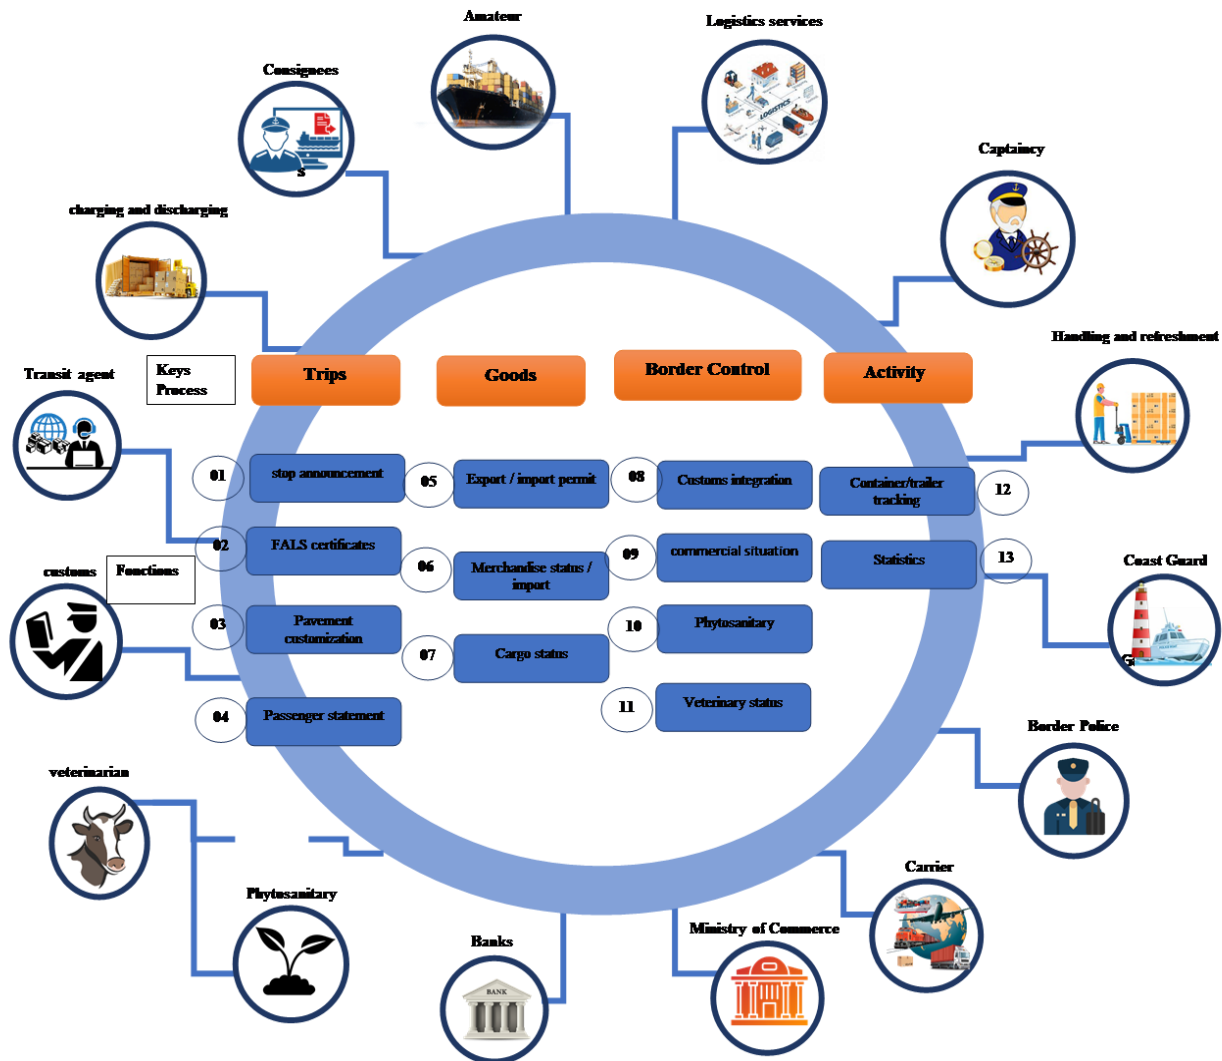 Amateur
Logistics services
Consignees
LOGISTICS
s
Captaincy
charging and discharging
Handling and refreshment
Transit agent
Keys
Process
Trips
Goods
Border Control
Activity
01
stop announcement
05
Export / import permit
08
Customs integration
Container/trailer
tracking
12
02
FALS certificates
06
Merchandise status /
import
09
commercial situation
Statistics
13
customs
Fonctions
Coast Guard
G
03
Pavement
customization
07
Cargo status
10
Phytosanitary
04
Passenger statement
11
Veterinary status
Border Police
veterinarian
Phytosanitary
Banks
BANK
Ministry of Commerce
Carrier